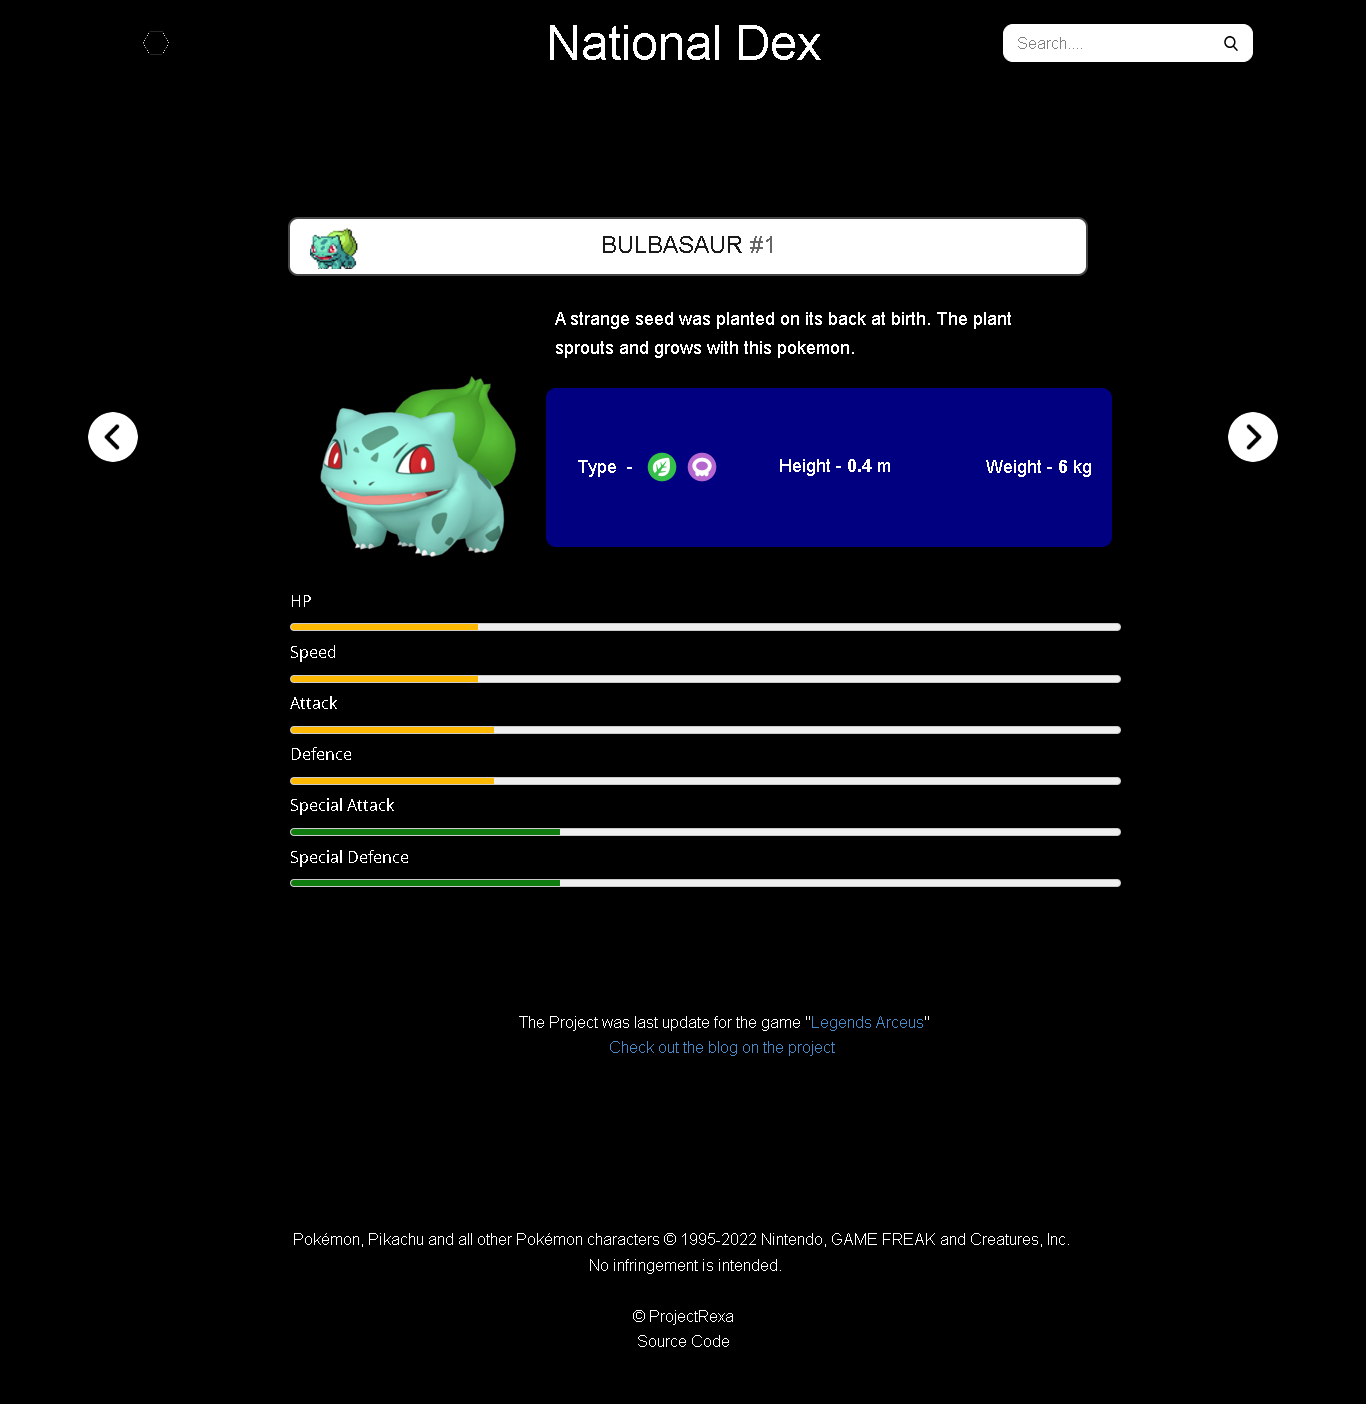 National Dex
Search....
BULBASAUR #1
A strange seed was planted on its back at birth. The plant
sprouts and grows with this pokemon.
Type - Height - 0.4 m Weight - 6 kg
HP
Speed
Attack
Defence
Special Attack
Special Defence
The Project was last update for the game "Legends Arceus"
Check out the blog on the project
Pokémon, Pikachu and all other Pokémon characters © 1995-2022 Nintendo, GAME FREAK and Creatures, Inc.
No infringement is intended.
© ProjectRexa
Source Code